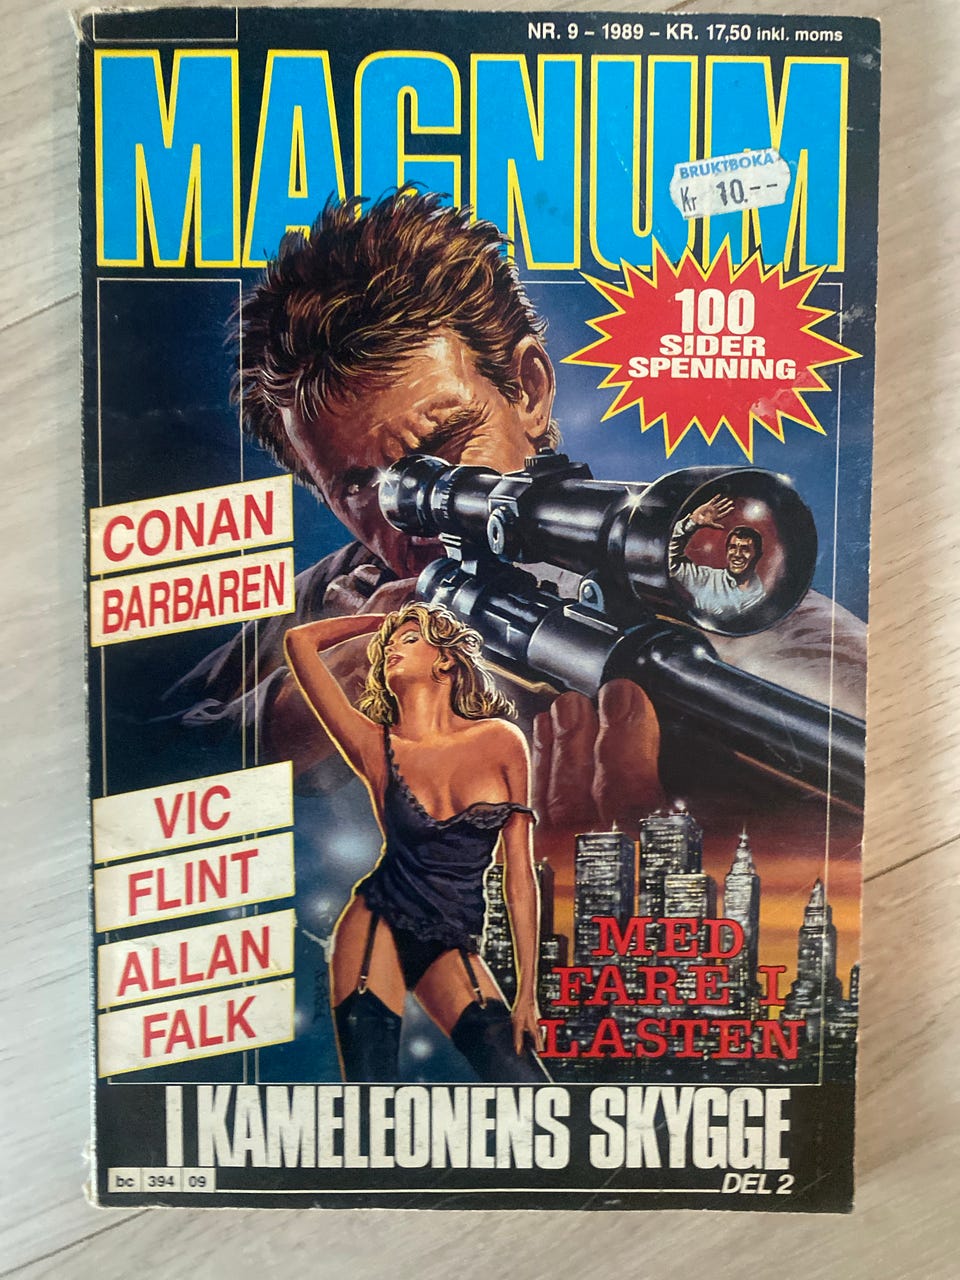 NR. 9 - 1989 - KR. 17,50 inkl. moms
MAGNUM
BRUKTBOKA
Kr 10.--
100
SIDER
SPENNING
CONAN
BARBAREN
VIC
FLINT
ALLAN
FALK
MED
FARE I
LASTEN
I KAMELEONENS SKYGGE
DEL 2
bc 394 09